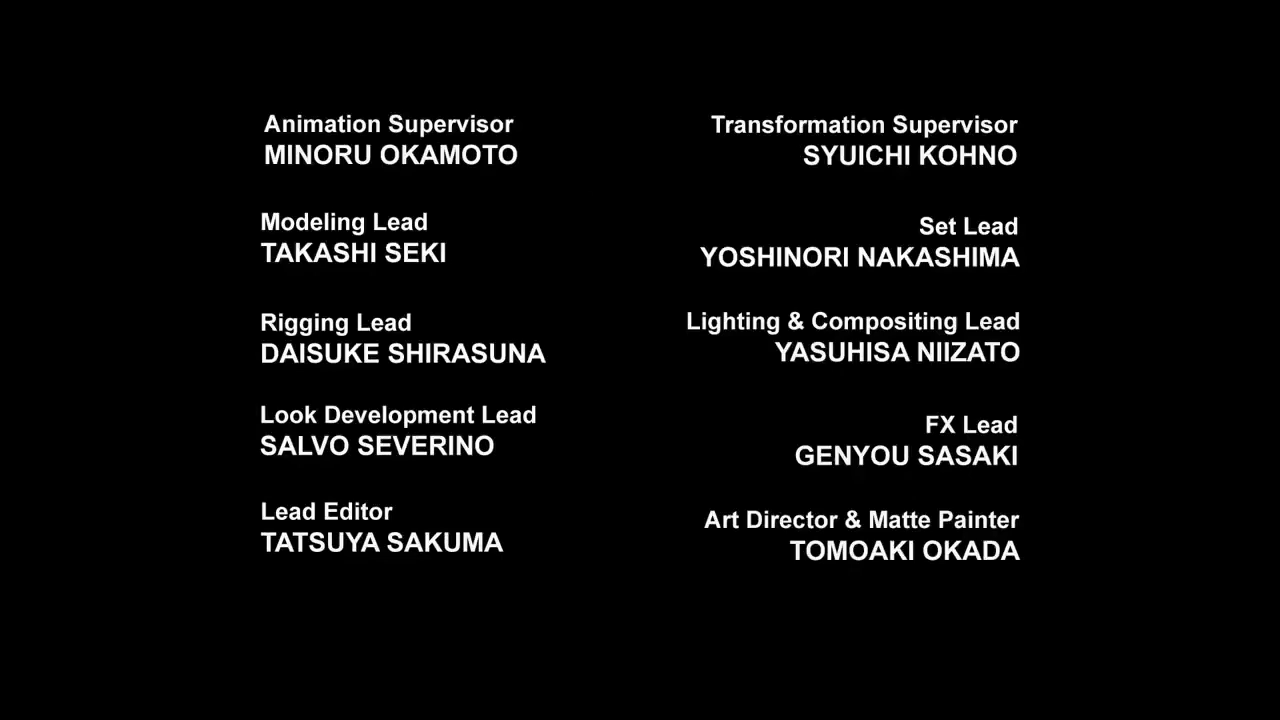 Animation Supervisor
MINORU OKAMOTO
Transformation Supervisor
SYUICHI KOHNO
Modeling Lead
TAKASHI SEKI
Set Lead
YOSHINORI NAKASHIMA
Rigging Lead
DAISUKE SHIRASUNA
Lighting & Compositing Lead
YASUHISA NIIZATO
Look Development Lead
SALVO SEVERINO
FX Lead
GENYOU SASAKI
Lead Editor
TATSUYA SAKUMA
Art Director & Matte Painter
TOMOAKI OKADA